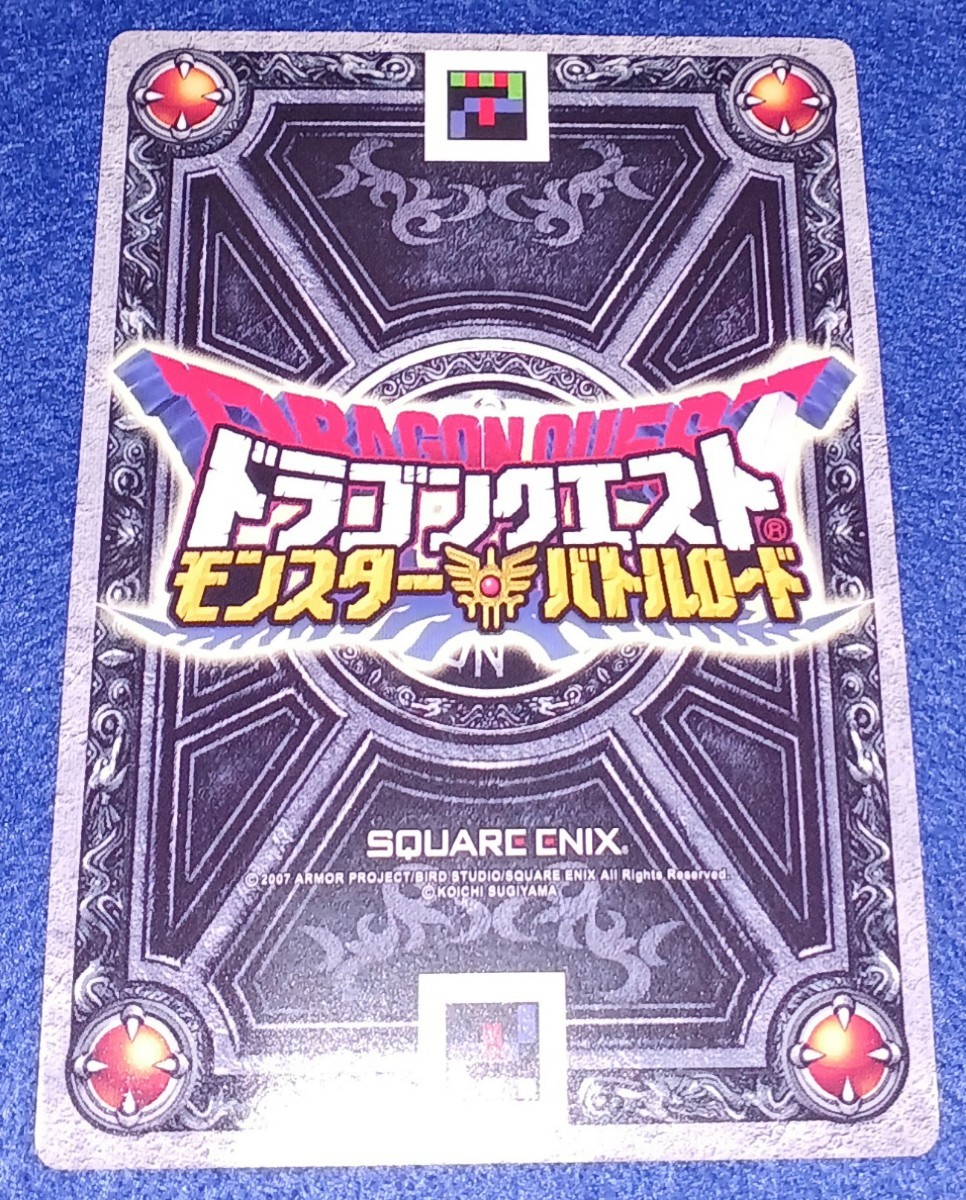 DRAGON QUEST
ドラゴンクエスト®
モンスターバトルロード
SQUARE ENIX®
©2007 ARMOR PROJECT/BIRD STUDIO/SQUARE ENIX All Rights Reserved.
©KOICHI SUGIYAMA